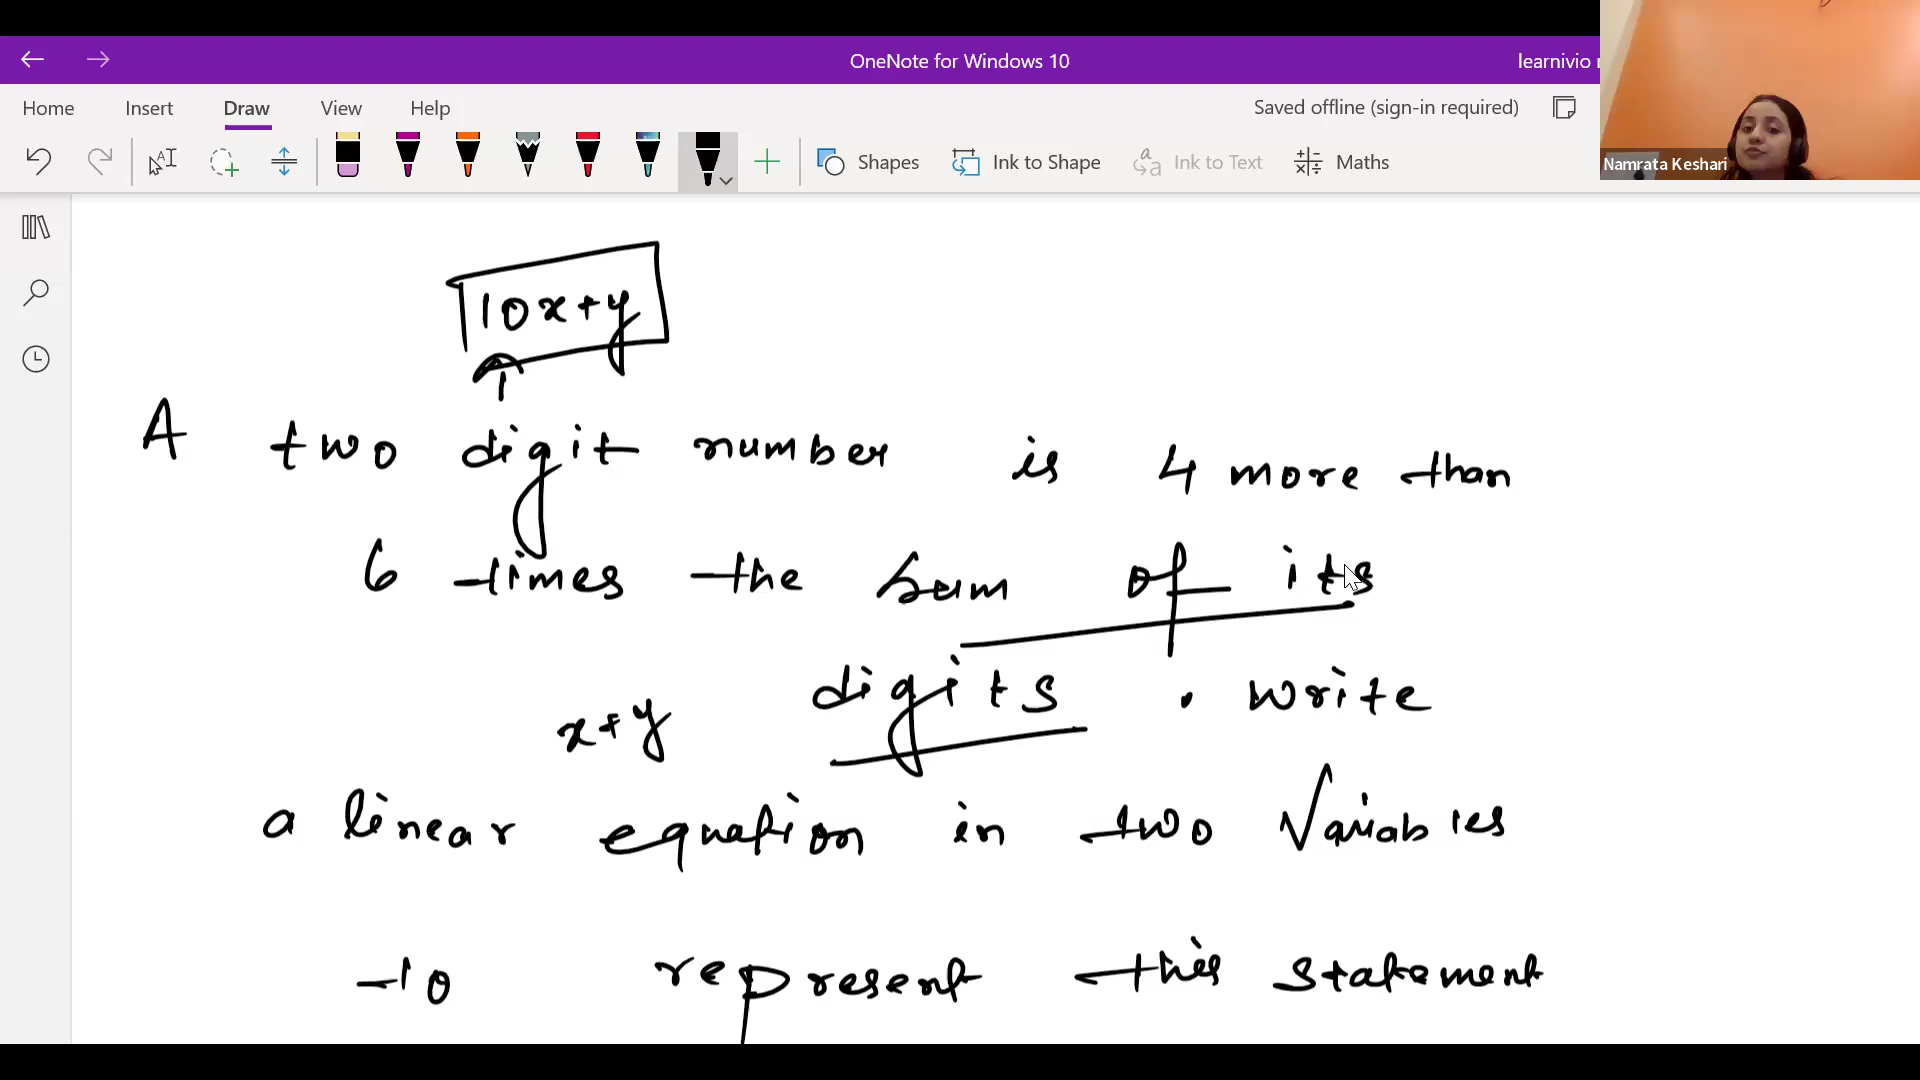 OneNote for Windows 10
learnivio
Home Insert Draw View Help
Saved offline (sign-in required)
Shapes Ink to Shape Ink to Text Maths
Namrata Keshari
10x+y
A two digit number is 4 more than
6 times the sum of its
digits . write
x+y
a linear equation in two Variables
to represent this statement